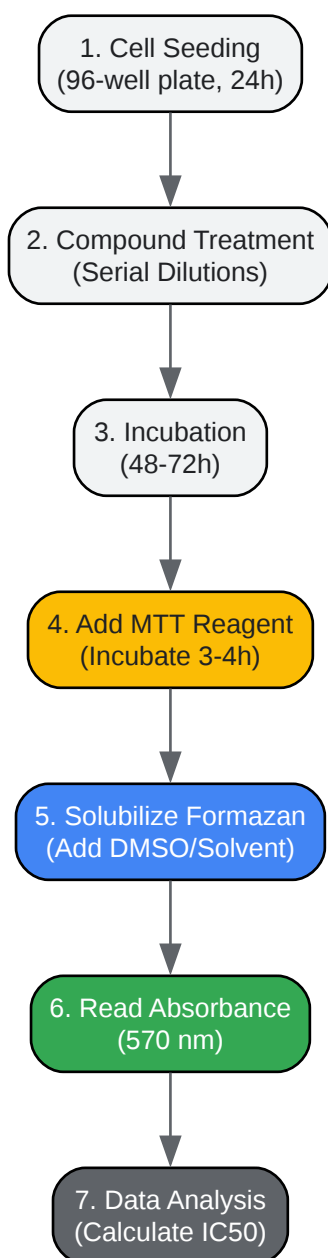 1. Cell Seeding
(96-well plate, 24h)
2. Compound Treatment
(Serial Dilutions)
3. Incubation
(48-72h)
4. Add MTT Reagent
(Incubate 3-4h)
5. Solubilize Formazan
(Add DMSO/Solvent)
6. Read Absorbance
(570 nm)
7. Data Analysis
(Calculate IC50)